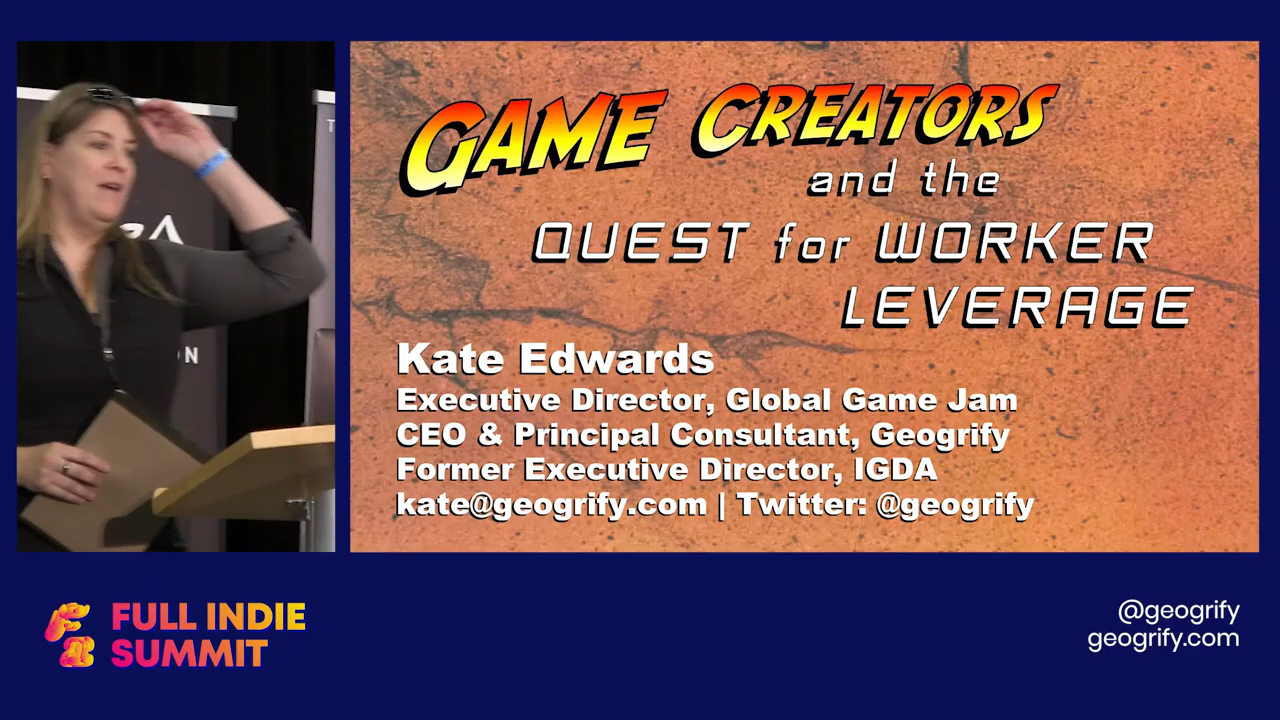 GAME CREATORS
and the
QUEST for WORKER
LEVERAGE
Kate Edwards
Executive Director, Global Game Jam
CEO & Principal Consultant, Geogrify
Former Executive Director, IGDA
kate@geogrify.com | Twitter: @geogrify
FULL INDIE
SUMMIT
@geogrify
geogrify.com